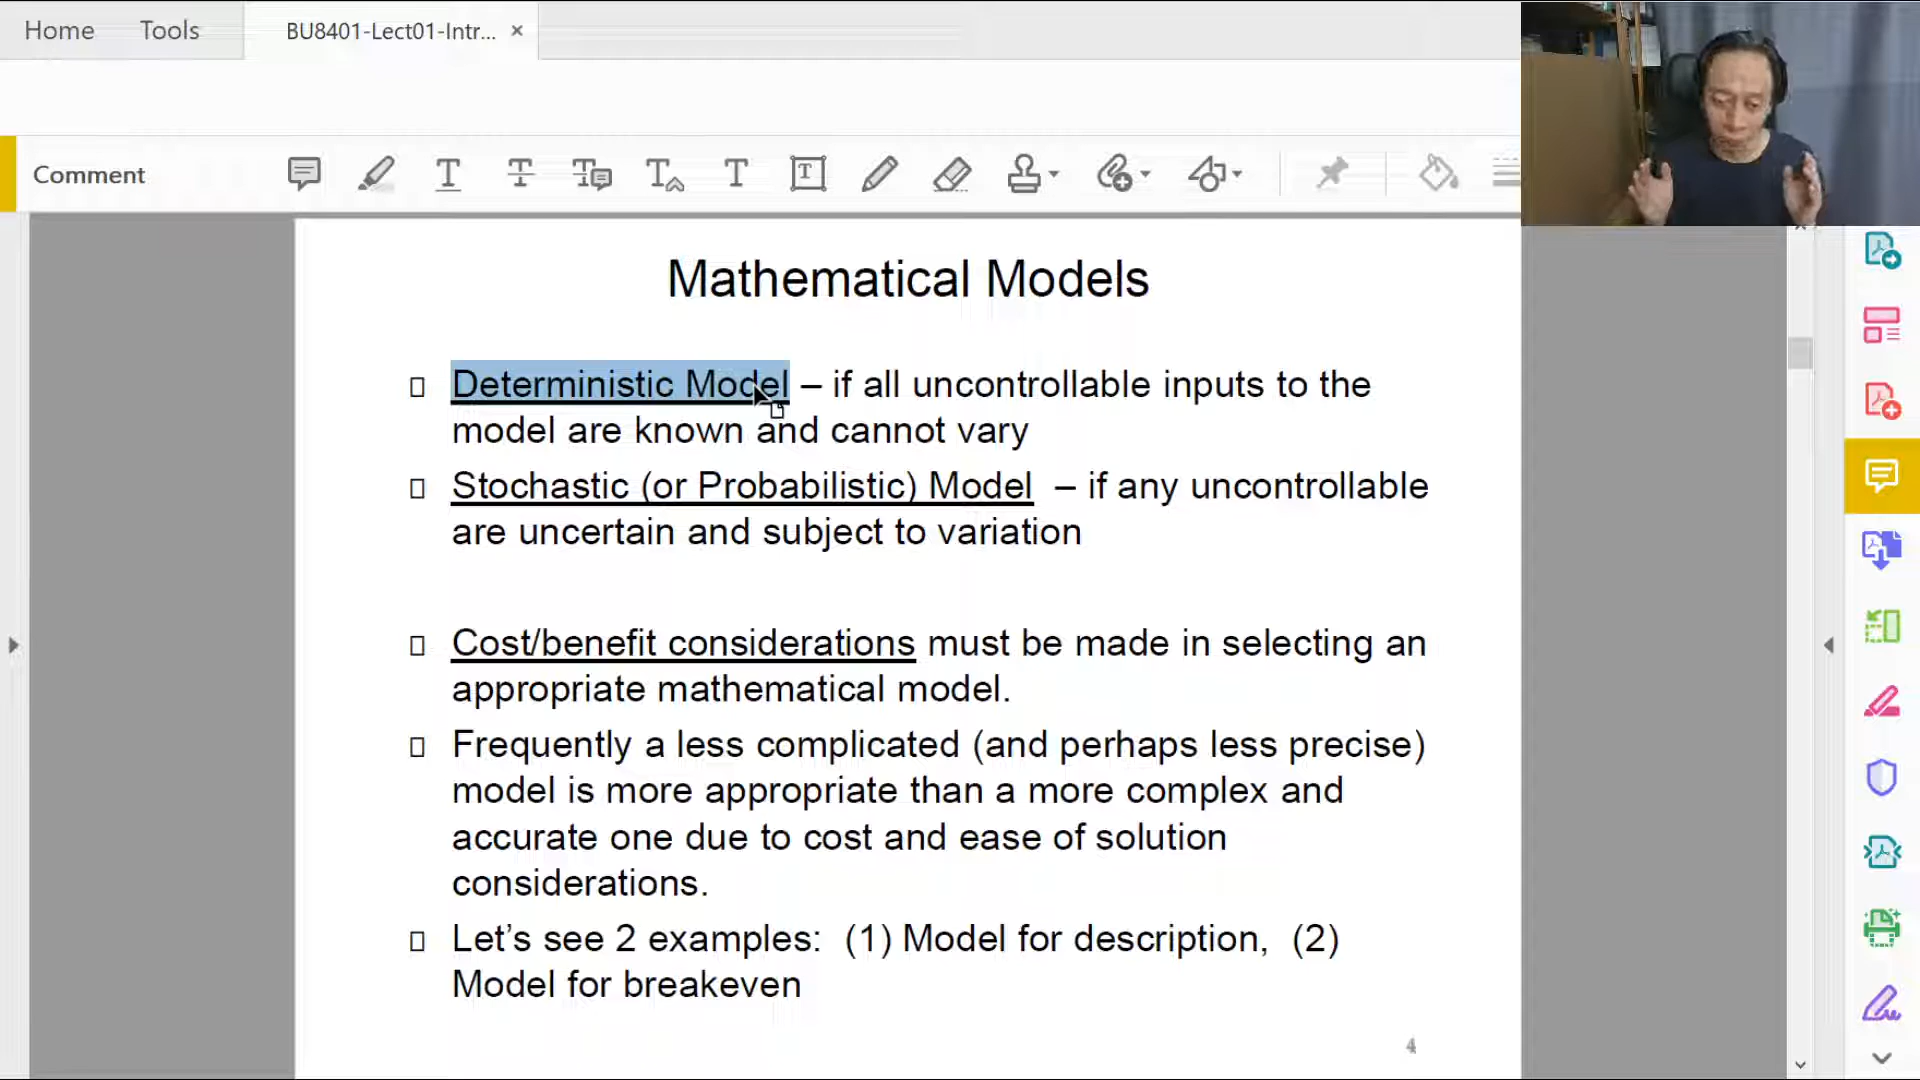 Home Tools BU8401-Lect01-Intr... ×
Comment
Mathematical Models
Deterministic Model – if all uncontrollable inputs to the
model are known and cannot vary
Stochastic (or Probabilistic) Model – if any uncontrollable
are uncertain and subject to variation
Cost/benefit considerations must be made in selecting an
appropriate mathematical model.
Frequently a less complicated (and perhaps less precise)
model is more appropriate than a more complex and
accurate one due to cost and ease of solution
considerations.
Let’s see 2 examples: (1) Model for description, (2)
Model for breakeven
4